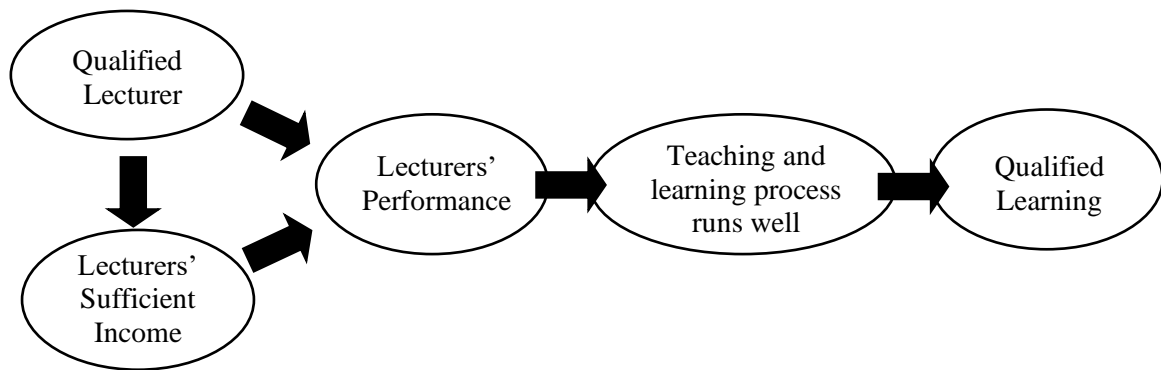 Qualified
Lecturer
Lecturers’
Sufficient
Income
Lecturers’
Performance
Teaching and
learning process
runs well
Qualified
Learning